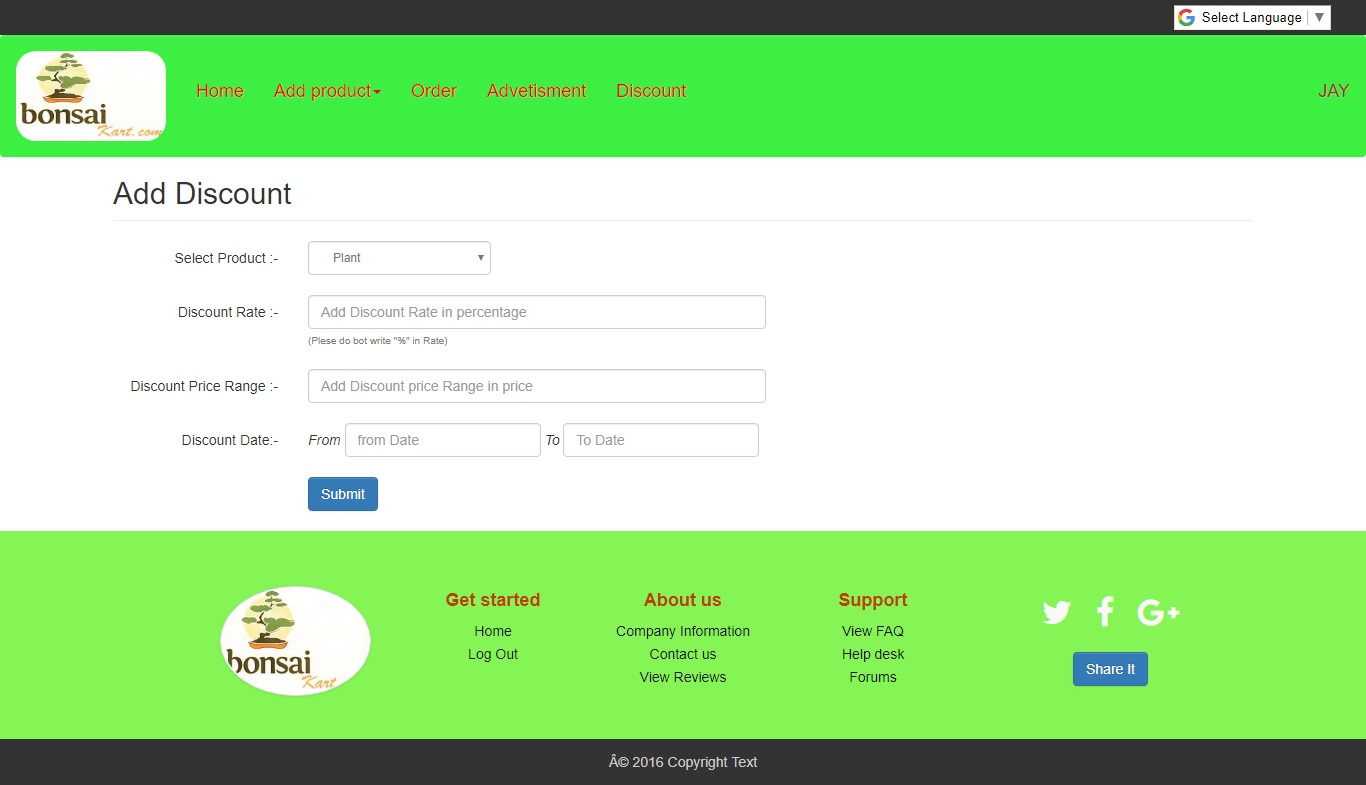 Select Language ▼
bonsai
Kart.com
Home Add product Order Advetisment Discount JAY
Add Discount
Select Product :- Plant
Discount Rate :- Add Discount Rate in percentage
(Plese do bot write "%" in Rate)
Discount Price Range :- Add Discount price Range in price
Discount Date:- From from Date To To Date
Submit
bonsai
Kart
Get started
Home
Log Out
About us
Company Information
Contact us
View Reviews
Support
View FAQ
Help desk
Forums
Share It
Â© 2016 Copyright Text